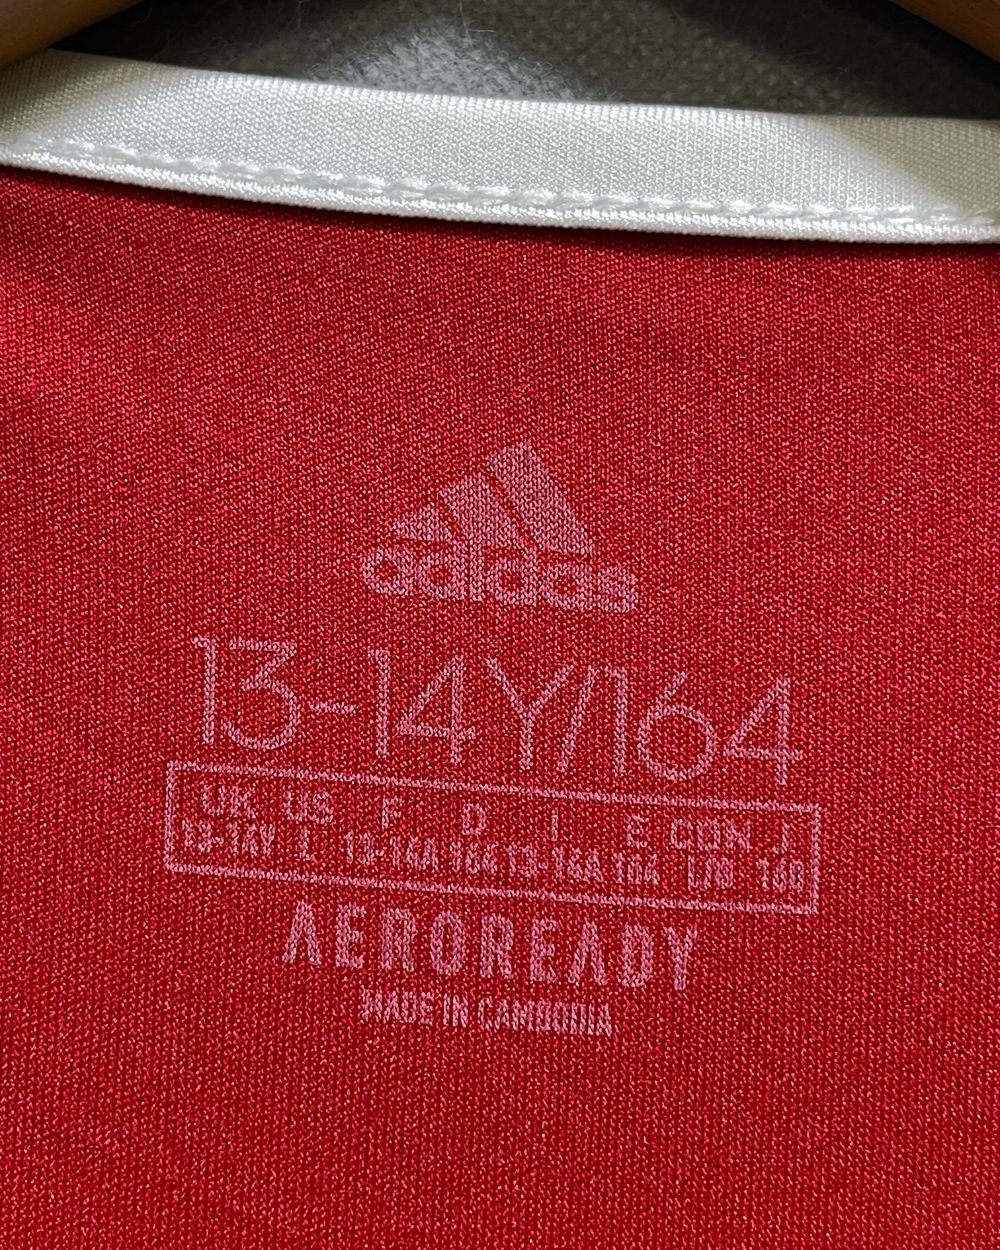 adidas
13-14Y/164
UK US F D I E CDN J
13-14Y L 13-14A 164 13-14A 164 L/G 160
AEROREADY
MADE IN CAMBODIA